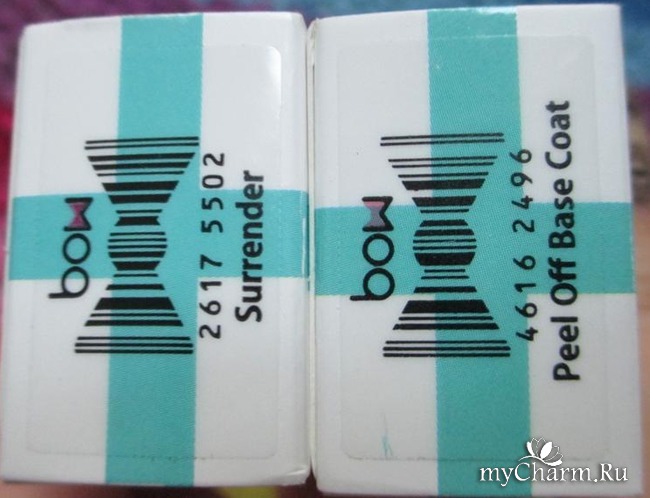 bow
2617 5502
Surrender
bow
4616 2496
Peel Off Base Coat
myCharm.Ru